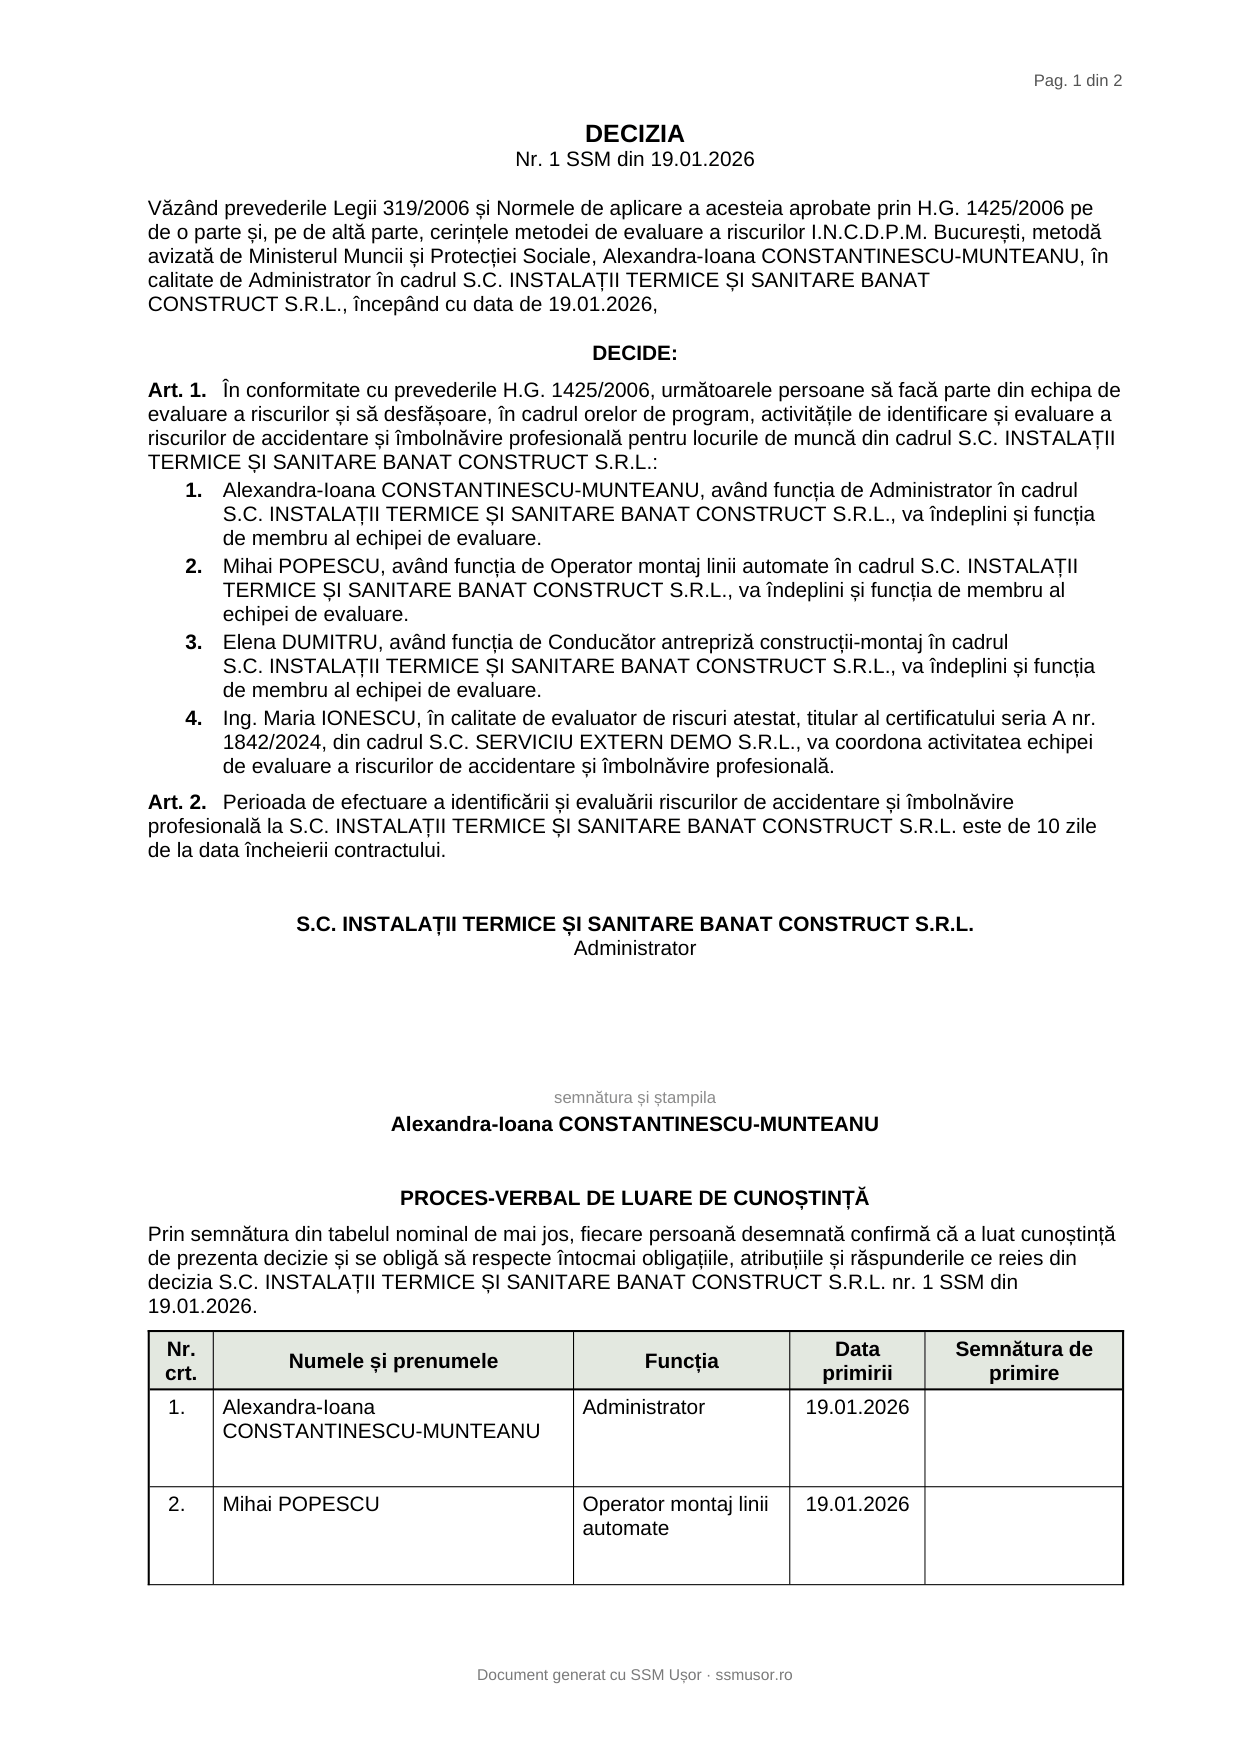 Pag. 1 din 2
DECIZIA
Nr. 1 SSM din 19.01.2026
Văzând prevederile Legii 319/2006 și Normele de aplicare a acesteia aprobate prin H.G. 1425/2006 pe
de o parte și, pe de altă parte, cerințele metodei de evaluare a riscurilor I.N.C.D.P.M. București, metodă
avizată de Ministerul Muncii și Protecției Sociale, Alexandra-Ioana CONSTANTINESCU-MUNTEANU, în
calitate de Administrator în cadrul S.C. INSTALAȚII TERMICE ȘI SANITARE BANAT
CONSTRUCT S.R.L., începând cu data de 19.01.2026,
DECIDE:
Art. 1. În conformitate cu prevederile H.G. 1425/2006, următoarele persoane să facă parte din echipa de
evaluare a riscurilor și să desfășoare, în cadrul orelor de program, activitățile de identificare și evaluare a
riscurilor de accidentare și îmbolnăvire profesională pentru locurile de muncă din cadrul S.C. INSTALAȚII
TERMICE ȘI SANITARE BANAT CONSTRUCT S.R.L.:
1. Alexandra-Ioana CONSTANTINESCU-MUNTEANU, având funcția de Administrator în cadrul
S.C. INSTALAȚII TERMICE ȘI SANITARE BANAT CONSTRUCT S.R.L., va îndeplini și funcția
de membru al echipei de evaluare.
2. Mihai POPESCU, având funcția de Operator montaj linii automate în cadrul S.C. INSTALAȚII
TERMICE ȘI SANITARE BANAT CONSTRUCT S.R.L., va îndeplini și funcția de membru al
echipei de evaluare.
3. Elena DUMITRU, având funcția de Conducător antrepriză construcții-montaj în cadrul
S.C. INSTALAȚII TERMICE ȘI SANITARE BANAT CONSTRUCT S.R.L., va îndeplini și funcția
de membru al echipei de evaluare.
4. Ing. Maria IONESCU, în calitate de evaluator de riscuri atestat, titular al certificatului seria A nr.
1842/2024, din cadrul S.C. SERVICIU EXTERN DEMO S.R.L., va coordona activitatea echipei
de evaluare a riscurilor de accidentare și îmbolnăvire profesională.
Art. 2. Perioada de efectuare a identificării și evaluării riscurilor de accidentare și îmbolnăvire
profesională la S.C. INSTALAȚII TERMICE ȘI SANITARE BANAT CONSTRUCT S.R.L. este de 10 zile
de la data încheierii contractului.
S.C. INSTALAȚII TERMICE ȘI SANITARE BANAT CONSTRUCT S.R.L.
Administrator
semnătura și ștampila
Alexandra-Ioana CONSTANTINESCU-MUNTEANU
PROCES-VERBAL DE LUARE DE CUNOȘTINȚĂ
Prin semnătura din tabelul nominal de mai jos, fiecare persoană desemnată confirmă că a luat cunoștință
de prezenta decizie și se obligă să respecte întocmai obligațiile, atribuțiile și răspunderile ce reies din
decizia S.C. INSTALAȚII TERMICE ȘI SANITARE BANAT CONSTRUCT S.R.L. nr. 1 SSM din
19.01.2026.
Nr. crt. Numele și prenumele Funcția Data primirii Semnătura de primire
1. Alexandra-Ioana CONSTANTINESCU-MUNTEANU Administrator 19.01.2026
2. Mihai POPESCU Operator montaj linii automate 19.01.2026
Document generat cu SSM Ușor · ssmusor.ro